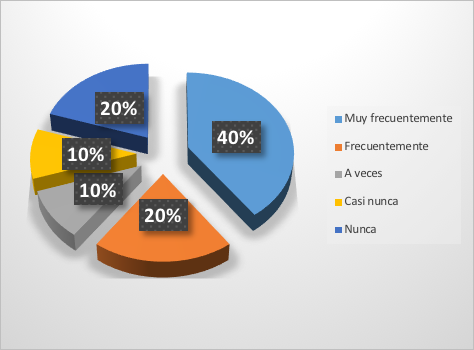 20%
40%
10%
10%
20%
Muy frecuentemente
Frecuentemente
A veces
Casi nunca
Nunca